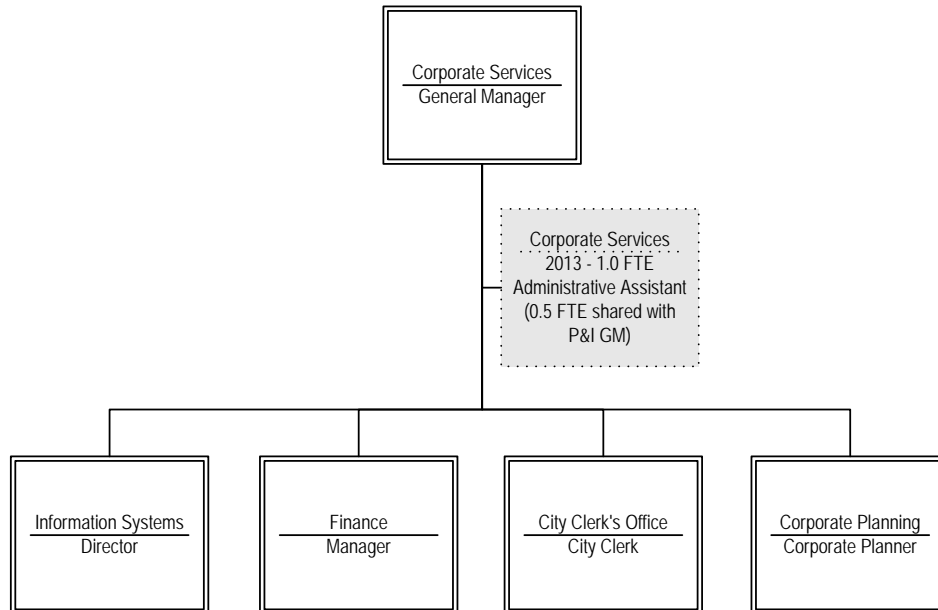 Corporate Services
General Manager
Corporate Services
2013 - 1.0 FTE
Administrative Assistant
(0.5 FTE shared with
P&I GM)
Information Systems
Director
Finance
Manager
City Clerk's Office
City Clerk
Corporate Planning
Corporate Planner